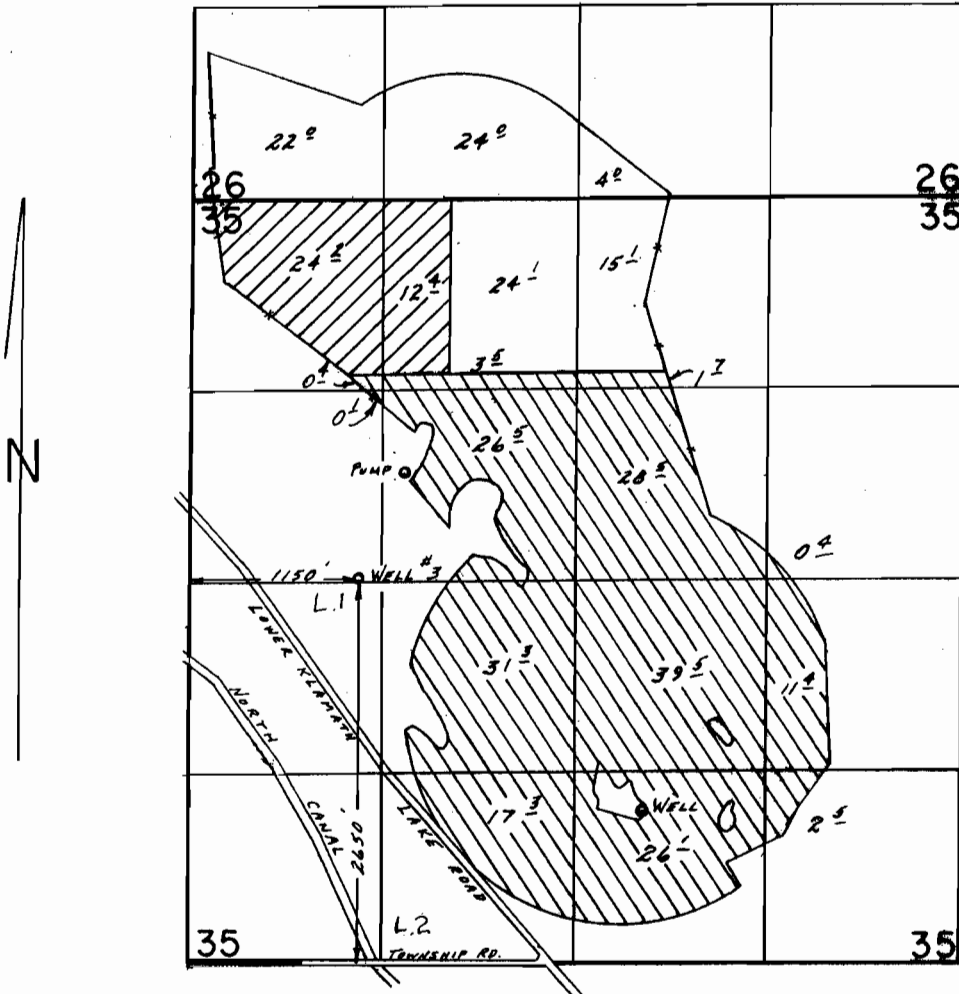 22 0
24 0
4 0
26
35
26
35
24 2
12 4
24 1
15 1
3 5
0 4
1 7
0 1
26 5
28 5
N
PUMP
0 4
1150'
WELL #3
L.1
LOWER KLAMATH
LAKE ROAD
31 3
39 5
11 4
NORTH
CANAL
2650'
17 3
WELL
26 1
2 5
L.2
35
TOWNSHIP RD.
35